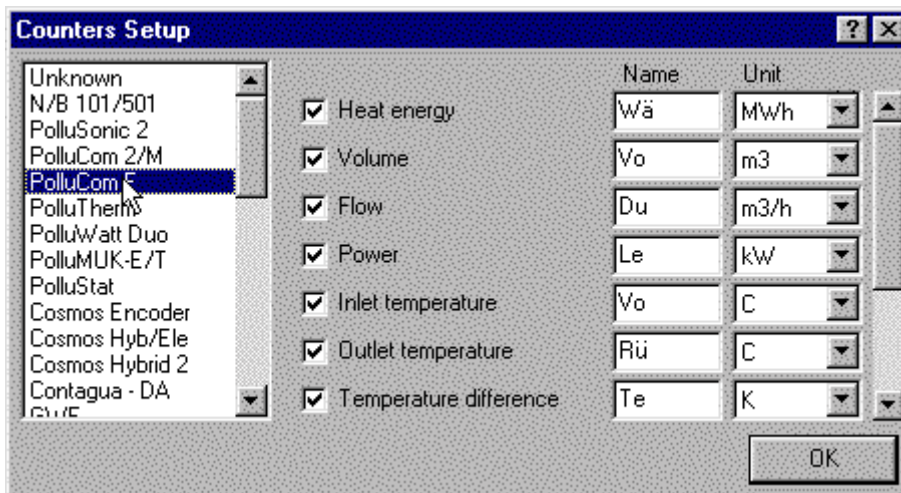 Counters Setup
Name Unit
Unknown
N/B 101/501
PolluSonic 2
PolluCom 2/M
PolluCom E
PolluTherm
PolluWatt Duo
PolluMUK-E/T
PolluStat
Cosmos Encoder
Cosmos Hyb/Ele
Cosmos Hybrid 2
Contagua - DA
Heat energy Wä MWh
Volume Vo m3
Flow Du m3/h
Power Le kW
Inlet temperature Vo C
Outlet temperature Rü C
Temperature difference Te K
OK